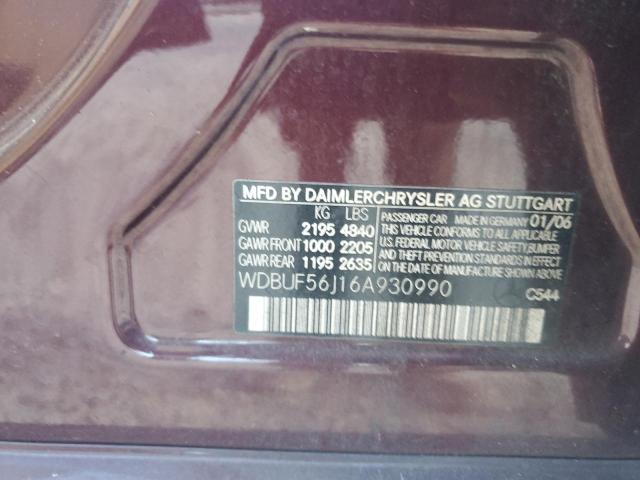 MFD BY DAIMLERCHRYSLER AG STUTTGART
KG LBS
GVWR 2195 4840
GAWR FRONT 1000 2205
GAWR REAR 1195 2635
PASSENGER CAR MADE IN GERMANY 01/06
THIS VEHICLE CONFORMS TO ALL APPLICABLE
U.S. FEDERAL MOTOR VEHICLE SAFETY, BUMPER
AND THEFT PREVENTION STANDARDS IN EFFECT
ON THE DATE OF MANUFACTURE SHOWN ABOVE.
WDBUF56J16A930990
C544